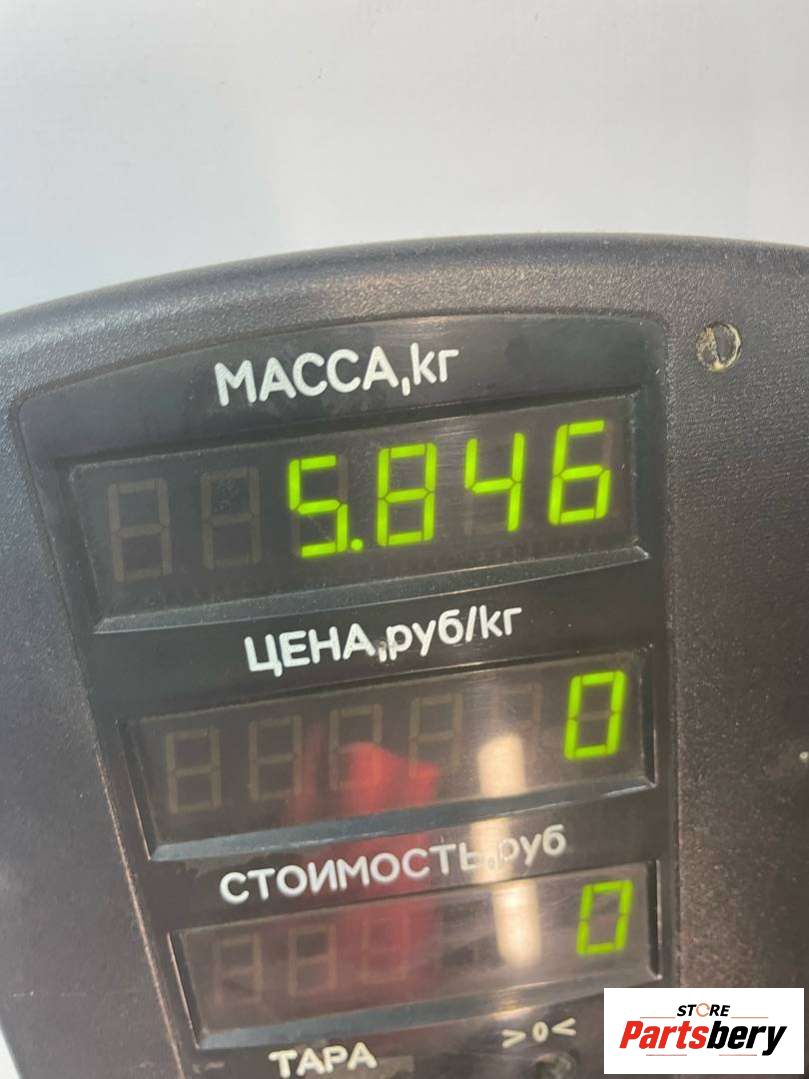 МАССА,кг
5.846
ЦЕНА,руб/кг
0
СТОИМОСТЬ,руб
0
>0<
ТАРА
STORE
Partsbery